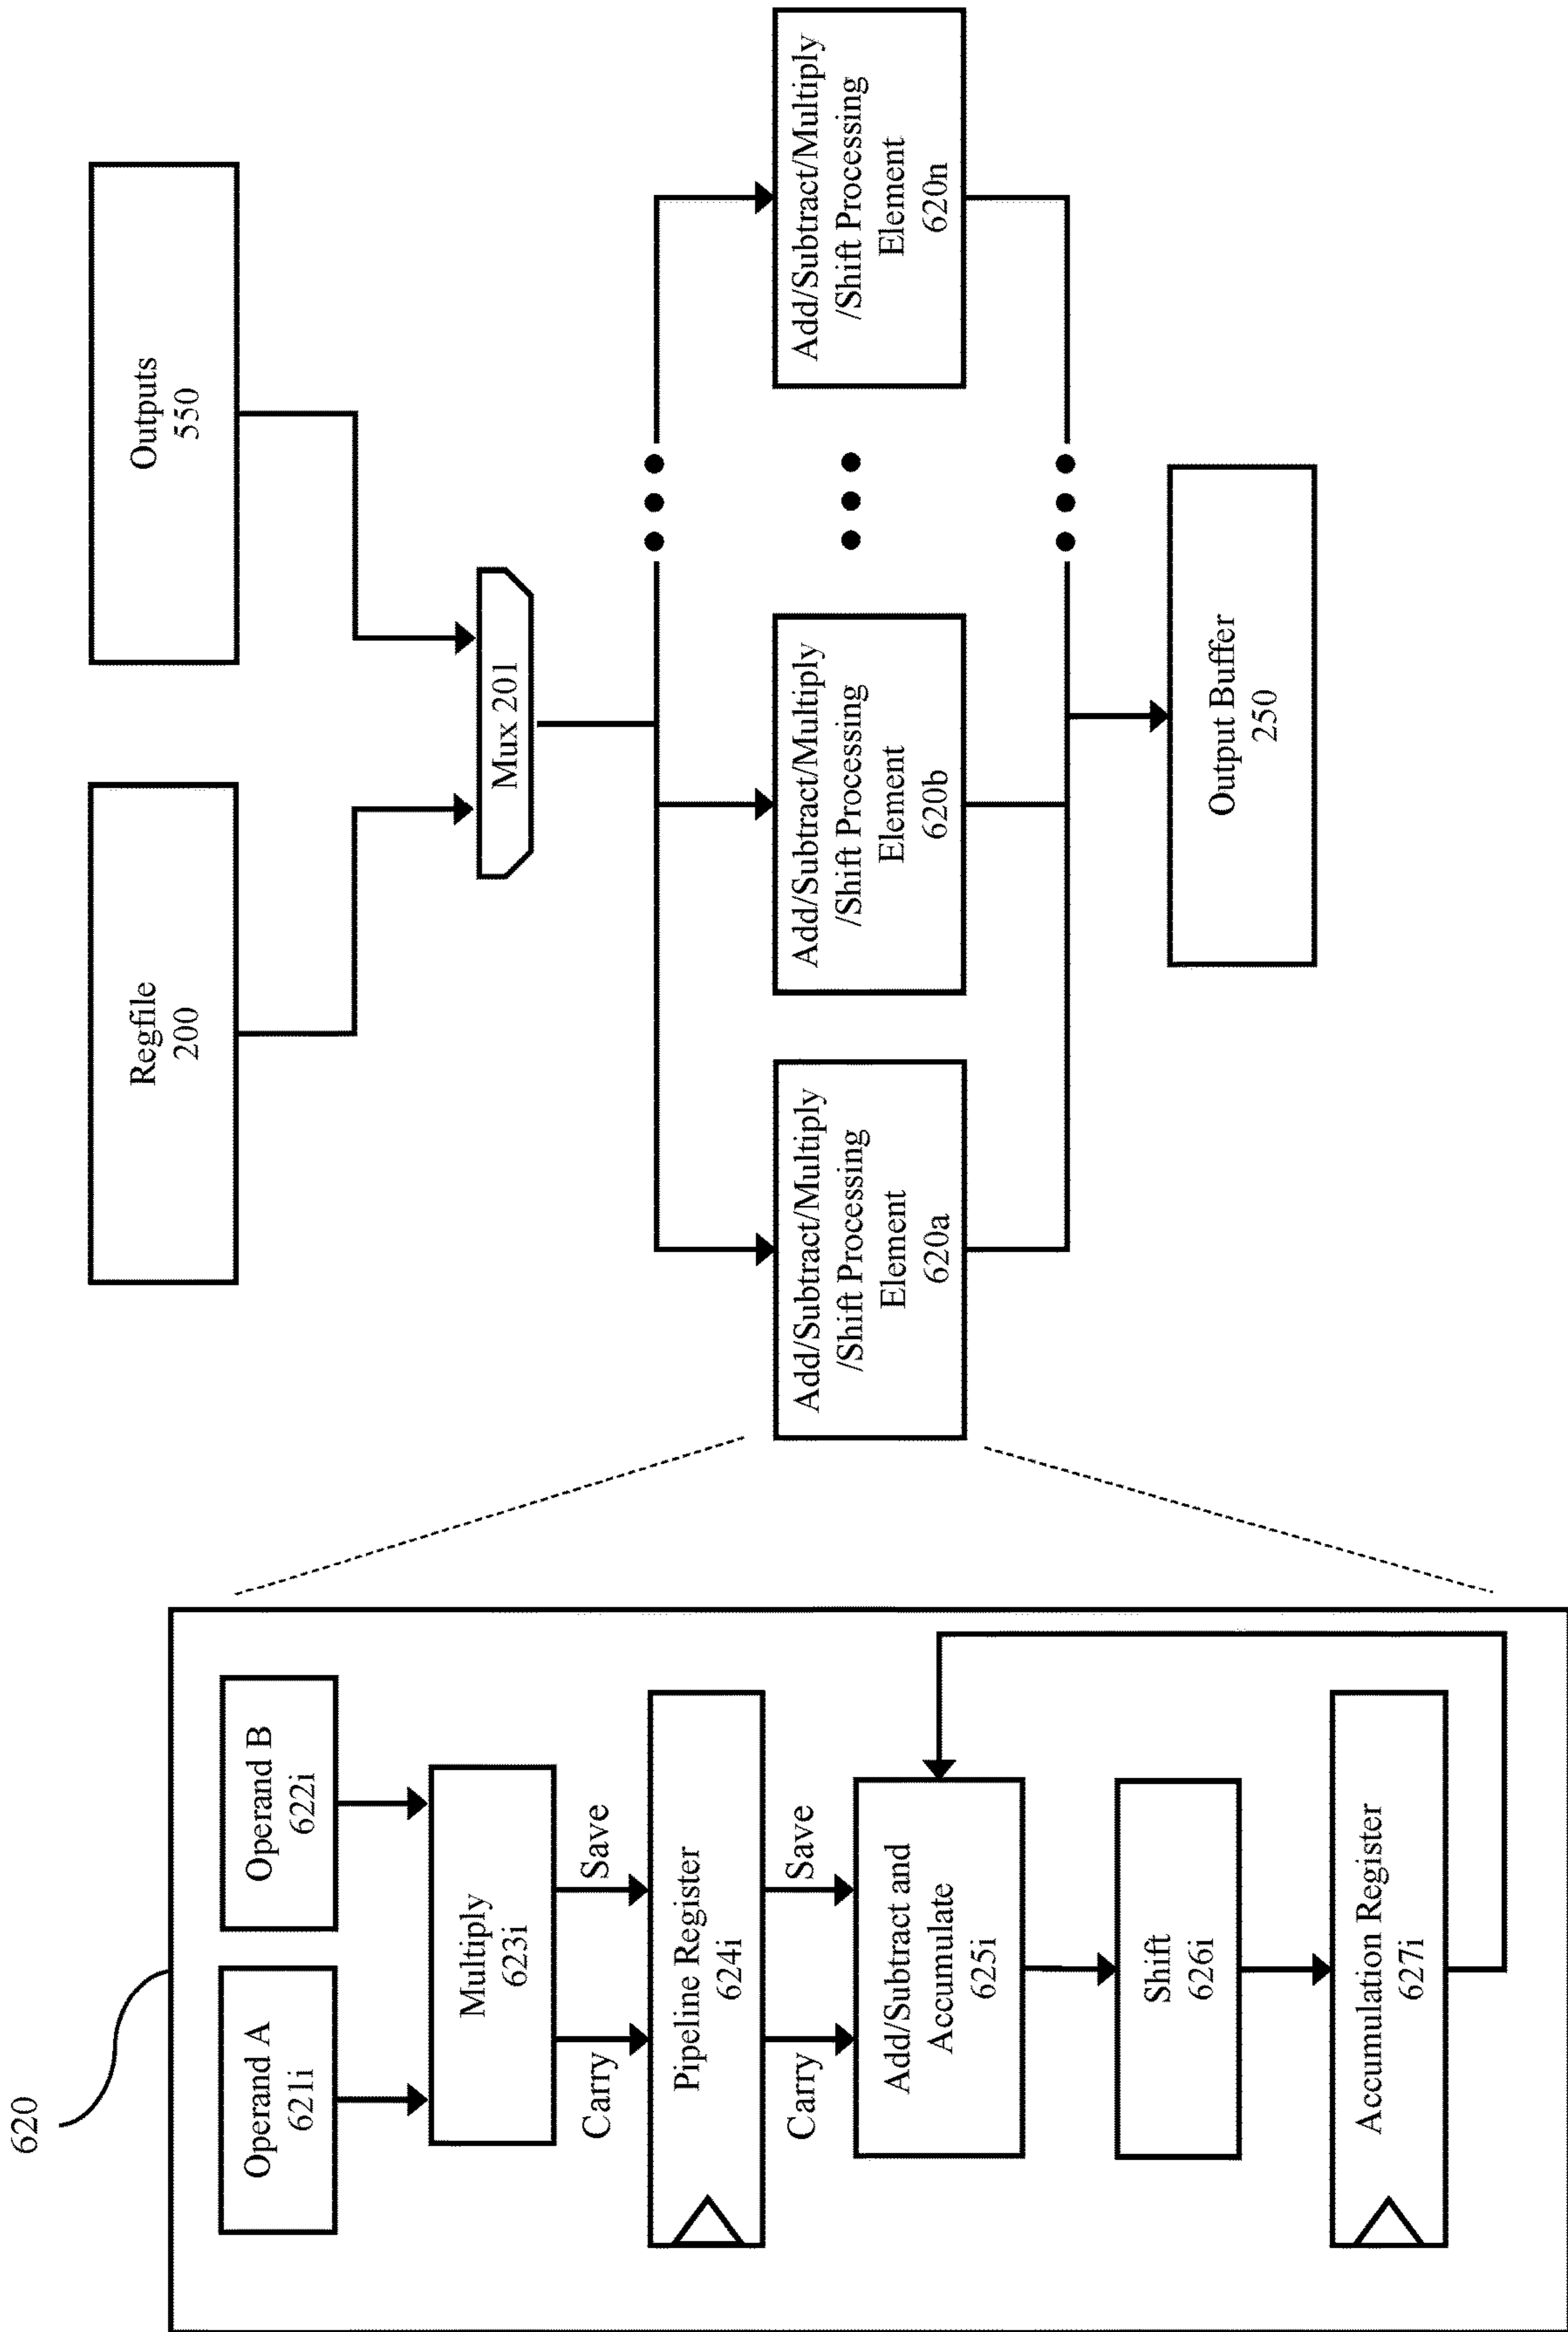 620
Operand A
621i
Operand B
622i
Multiply
623i
Carry
Save
Pipeline Register
624i
Carry
Save
Add/Subtract and
Accumulate
625i
Shift
626i
Accumulation Register
627i
Regfile
200
Outputs
550
Mux 201
Add/Subtract/Multiply
/Shift Processing
Element
620a
Add/Subtract/Multiply
/Shift Processing
Element
620b
Add/Subtract/Multiply
/Shift Processing
Element
620n
Output Buffer
250